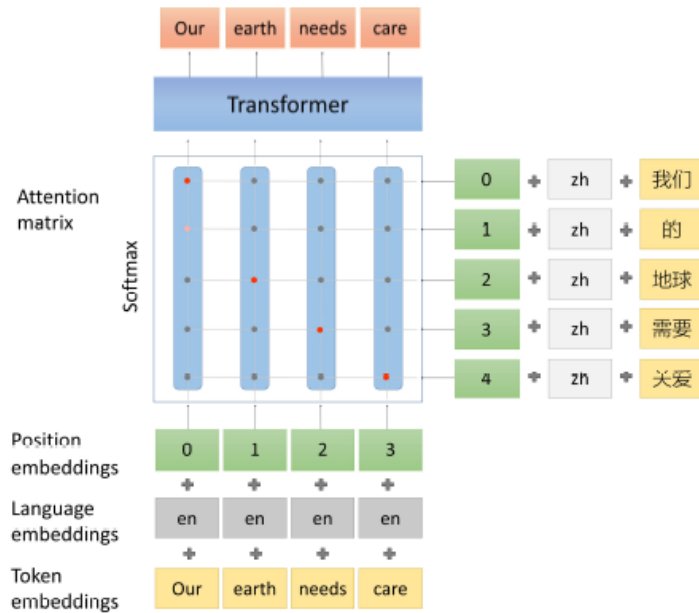 Our earth needs care
Transformer
Attention
matrix
Softmax
0 + zh + 我们
1 + zh + 的
2 + zh + 地球
3 + zh + 需要
4 + zh + 关爱
Position
embeddings
0 1 2 3
+ + + +
Language
embeddings
en en en en
+ + + +
Token
embeddings
Our earth needs care